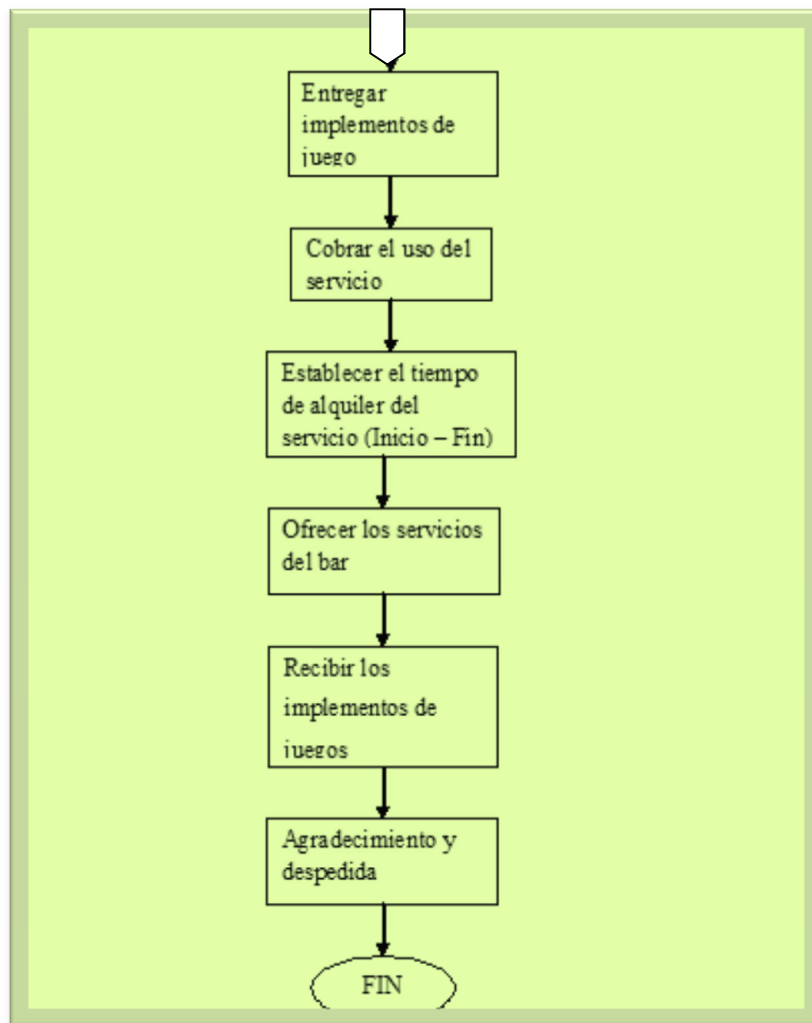 Entregar
implementos de
juego
Cobrar el uso del
servicio
Establecer el tiempo
de alquiler del
servicio (Inicio – Fin)
Ofrecer los servicios
del bar
Recibir los
implementos de
juegos
Agradecimiento y
despedida
FIN